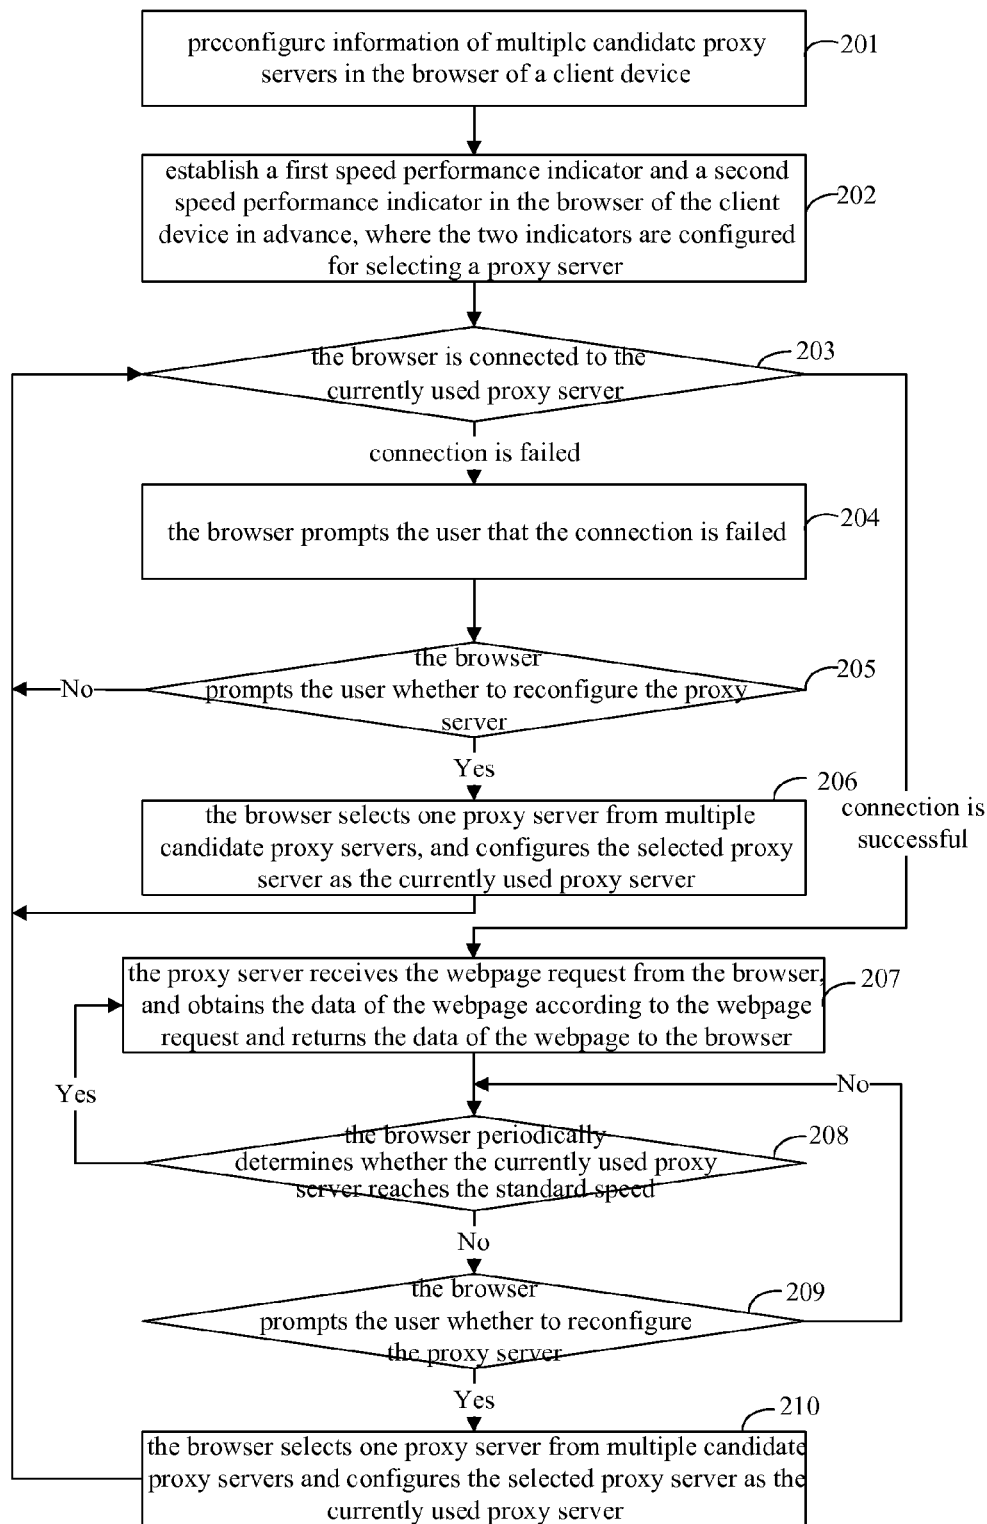 preconfigure information of multiple candidate proxy
servers in the browser of a client device
201
establish a first speed performance indicator and a second
speed performance indicator in the browser of the client
device in advance, where the two indicators are configured
for selecting a proxy server
202
the browser is connected to the
currently used proxy server
203
connection is failed
the browser prompts the user that the connection is failed
204
the browser
prompts the user whether to reconfigure the proxy
server
205
No
Yes
206
the browser selects one proxy server from multiple
candidate proxy servers, and configures the selected proxy
server as the currently used proxy server
connection is
successful
the proxy server receives the webpage request from the browser,
and obtains the data of the webpage according to the webpage
request and returns the data of the webpage to the browser
207
Yes
No
the browser periodically
determines whether the currently used proxy
server reaches the standard speed
208
No
the browser
prompts the user whether to reconfigure
the proxy server
209
Yes
210
the browser selects one proxy server from multiple candidate
proxy servers and configures the selected proxy server as the
currently used proxy server